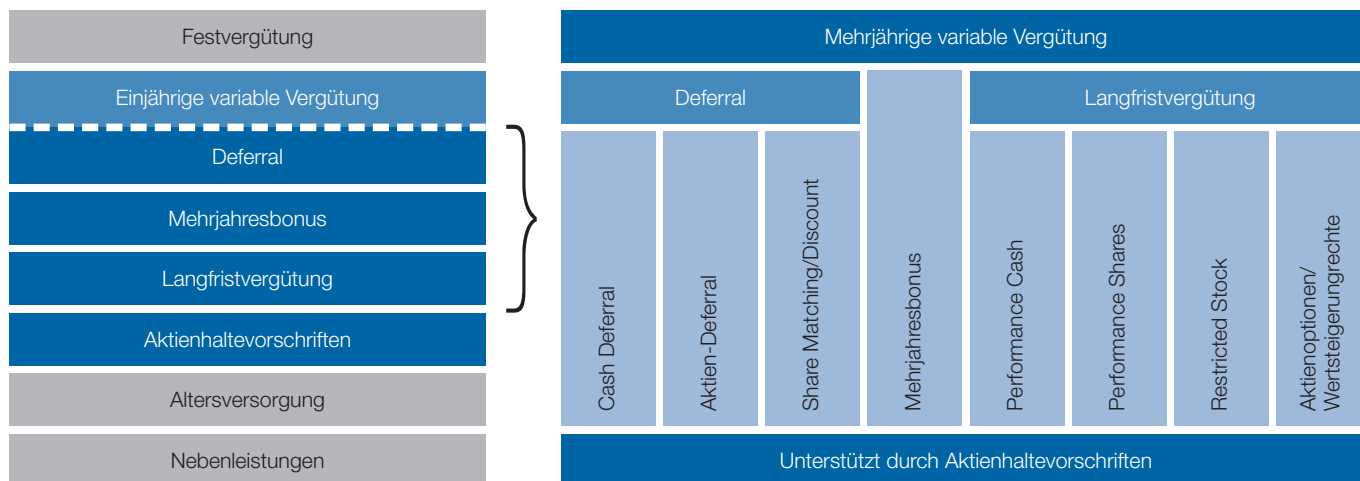 Festvergütung
Einjährige variable Vergütung
Deferral
Mehrjahresbonus
Langfristvergütung
Aktienhaltevorschriften
Altersversorgung
Nebenleistungen
Mehrjährige variable Vergütung
Deferral
Langfristvergütung
Cash Deferral
Aktien-Deferral
Share Matching/Discount
Mehrjahresbonus
Performance Cash
Performance Shares
Restricted Stock
Aktienoptionen/
Wertsteigerungrechte
Unterstützt durch Aktienhaltevorschriften